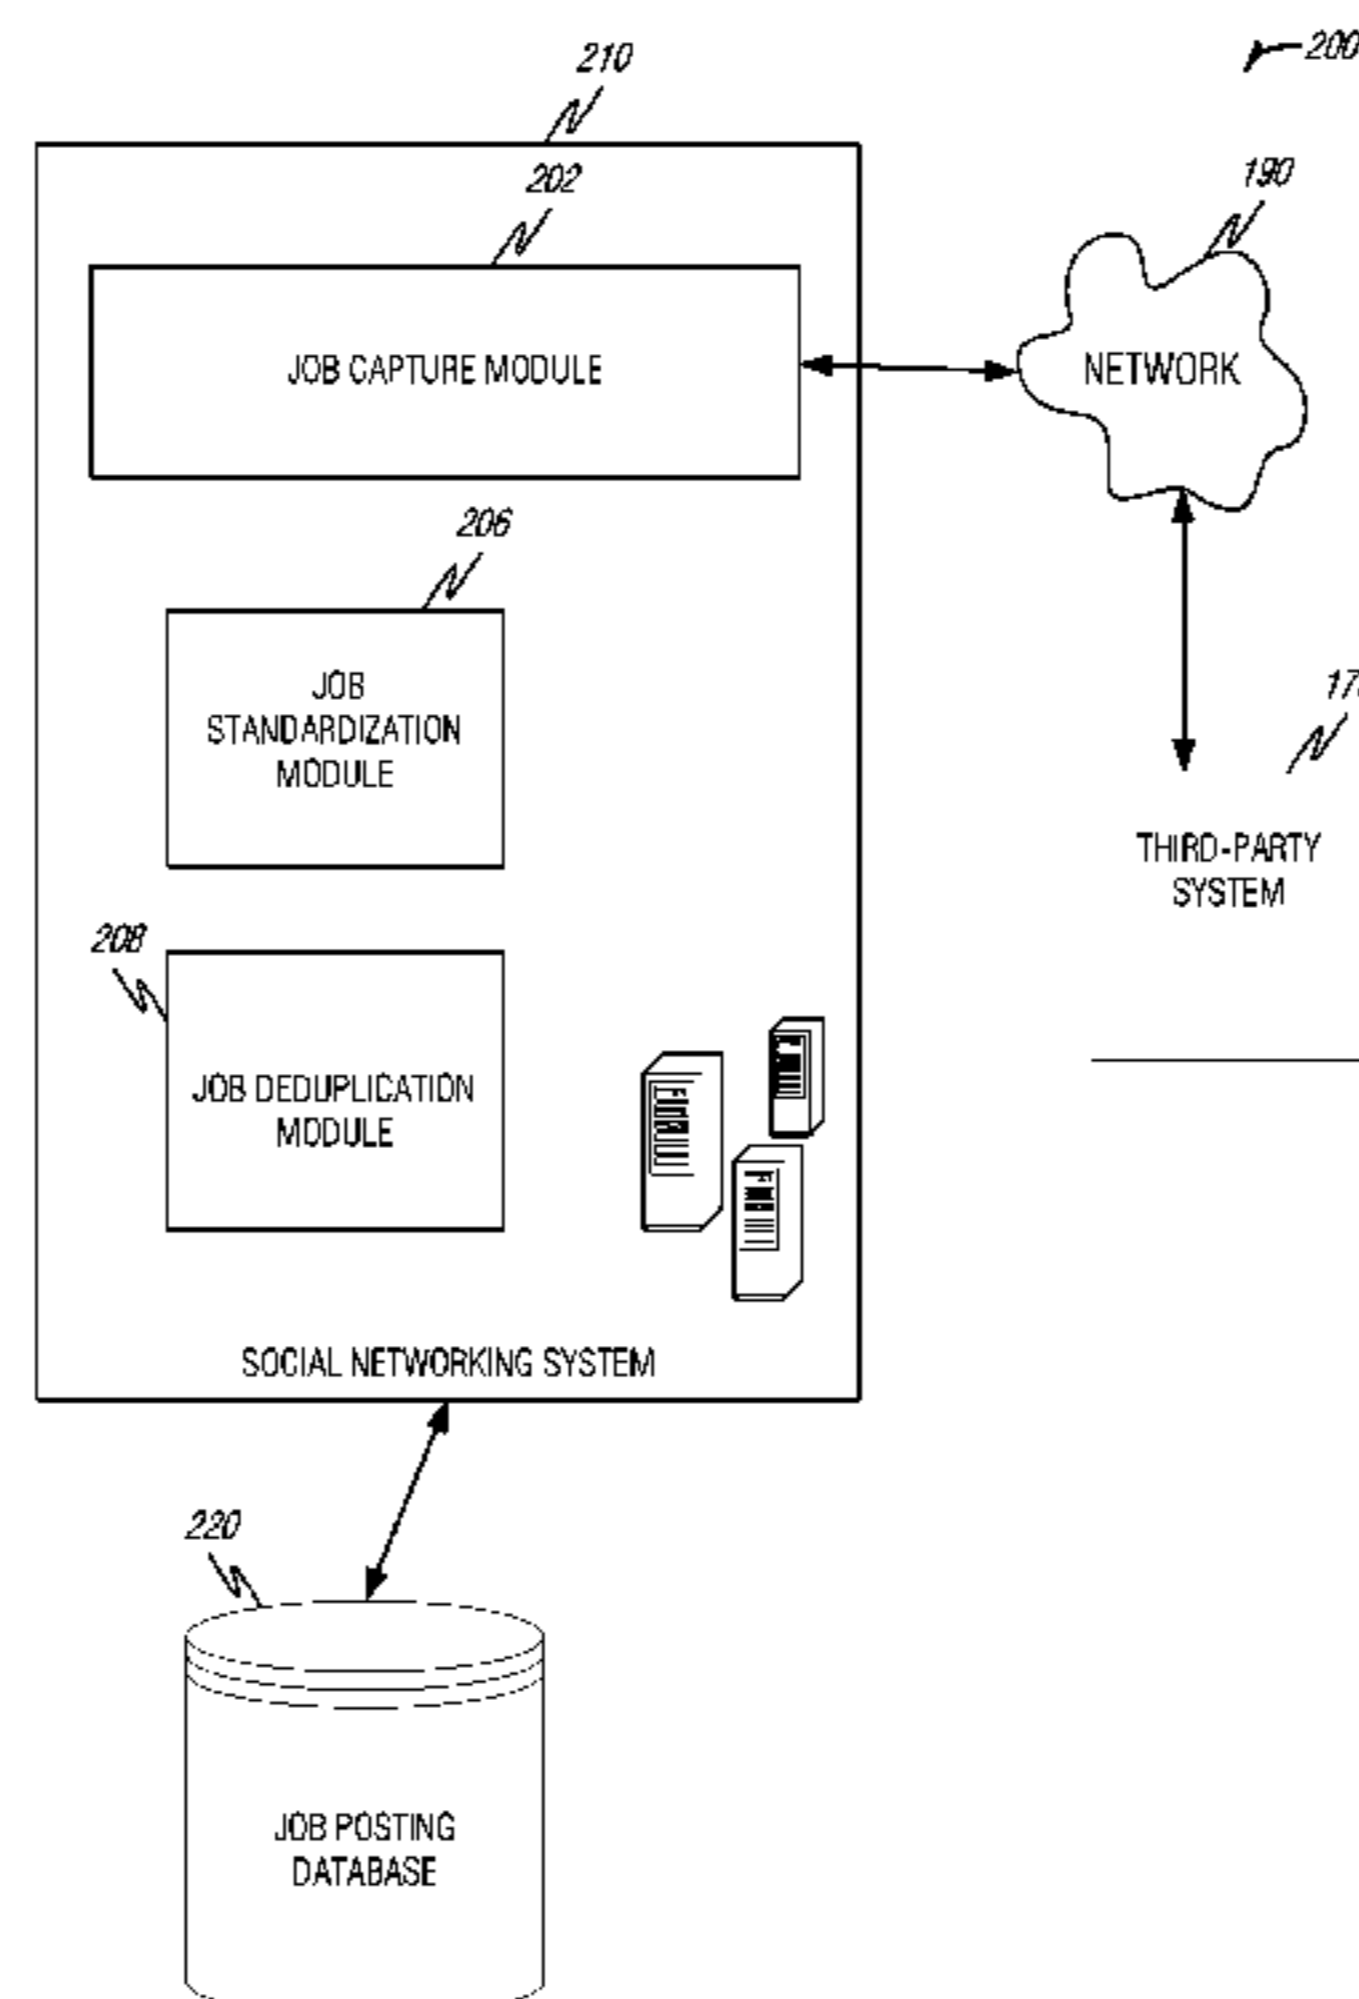 210
200
202
190
JOB CAPTURE MODULE
NETWORK
206
JOB
STANDARDIZATION
MODULE
THIRD-PARTY
SYSTEM
208
JOB DEDUPLICATION
MODULE
SOCIAL NETWORKING SYSTEM
220
JOB POSTING
DATABASE